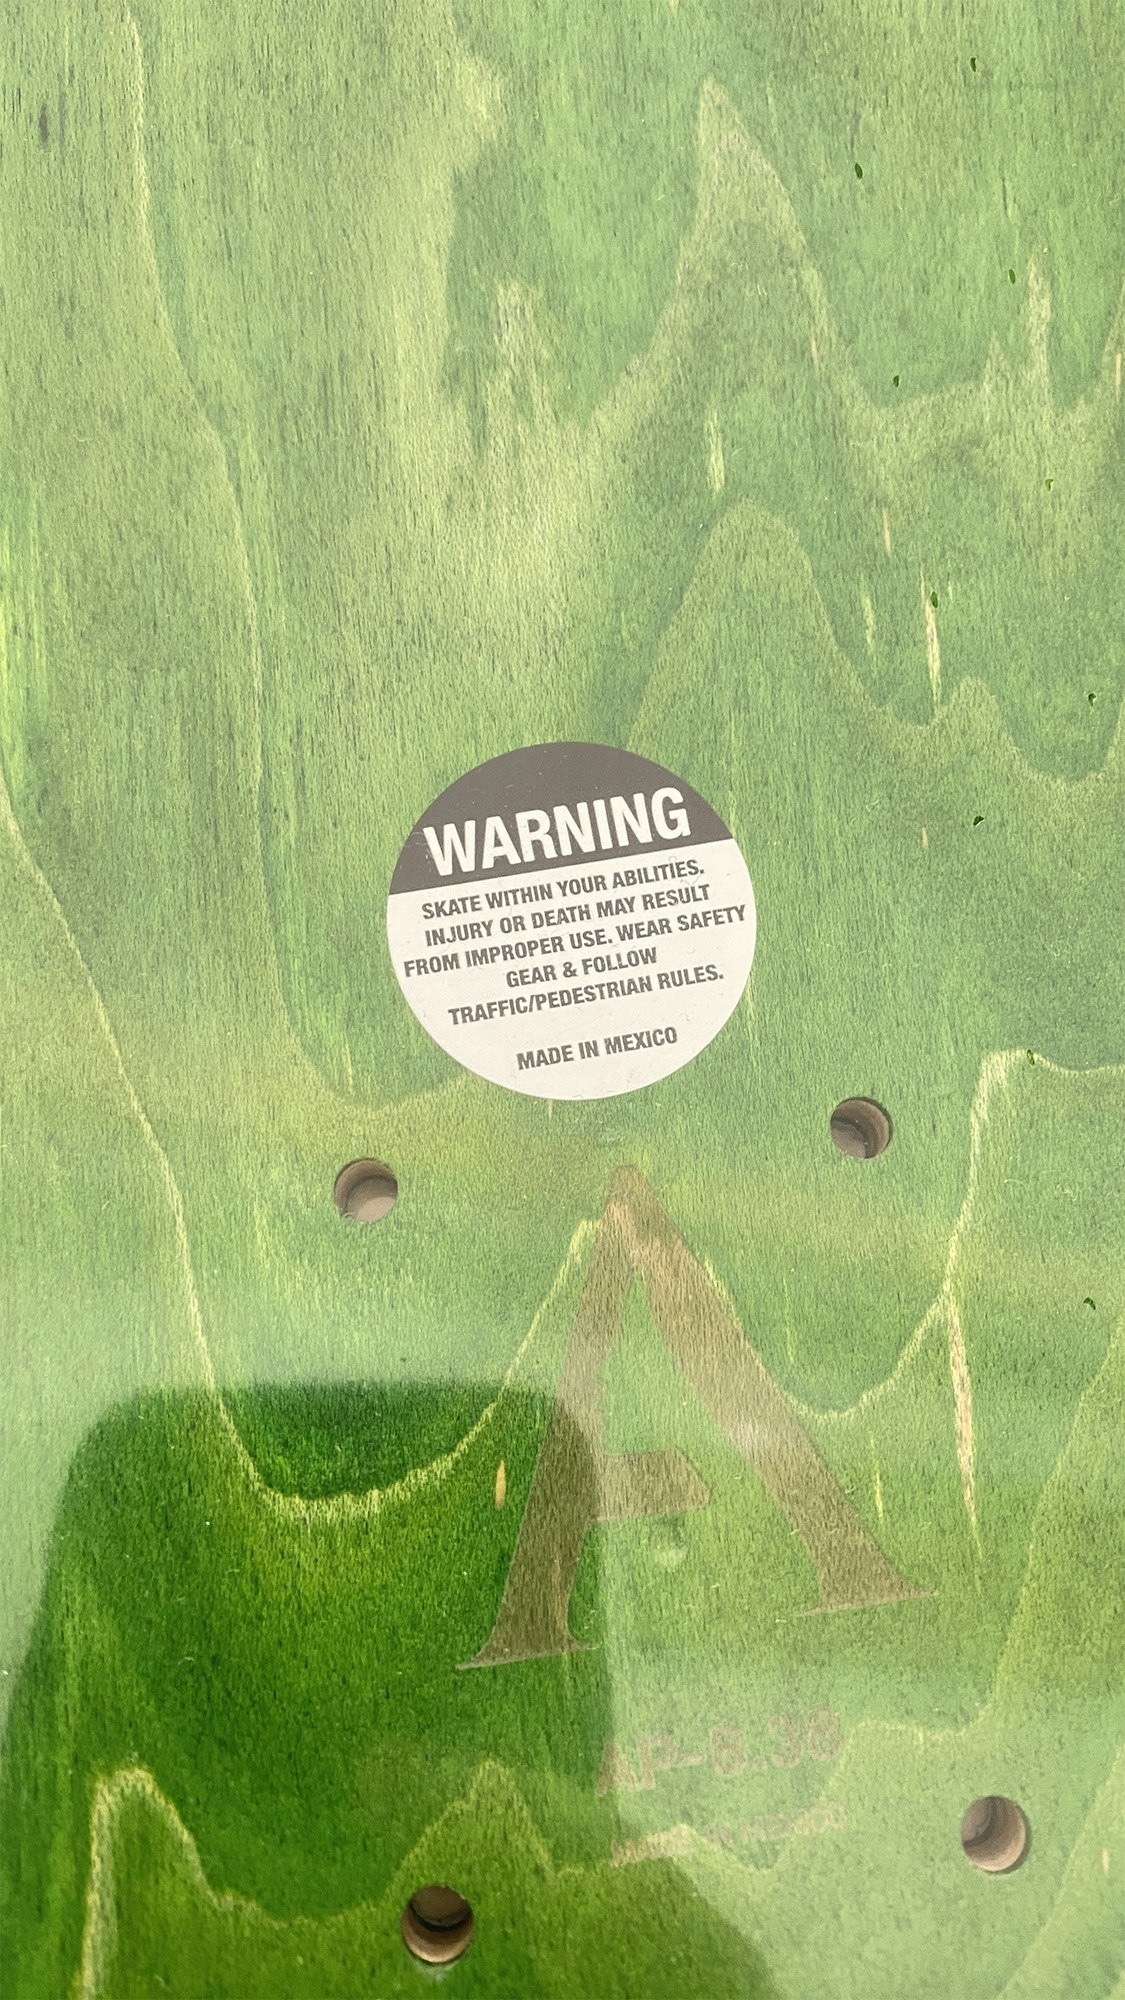 WARNING
SKATE WITHIN YOUR ABILITIES.
INJURY OR DEATH MAY RESULT
FROM IMPROPER USE. WEAR SAFETY
GEAR & FOLLOW
TRAFFIC/PEDESTRIAN RULES.
MADE IN MEXICO
A
AP-8.38